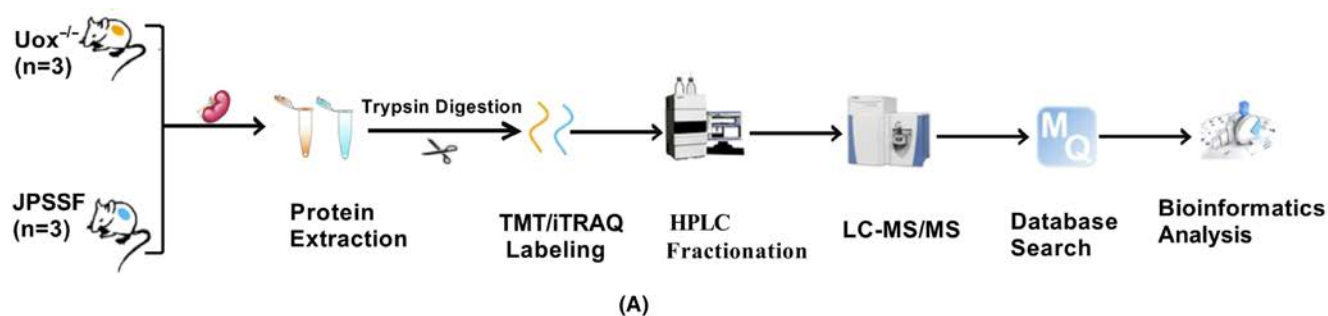 Uox⁻/⁻
(n=3)
JPSSF
(n=3)
Protein
Extraction
Trypsin Digestion
TMT/iTRAQ
Labeling
HPLC
Fractionation
LC-MS/MS
MQ
Database
Search
Bioinformatics
Analysis
(A)